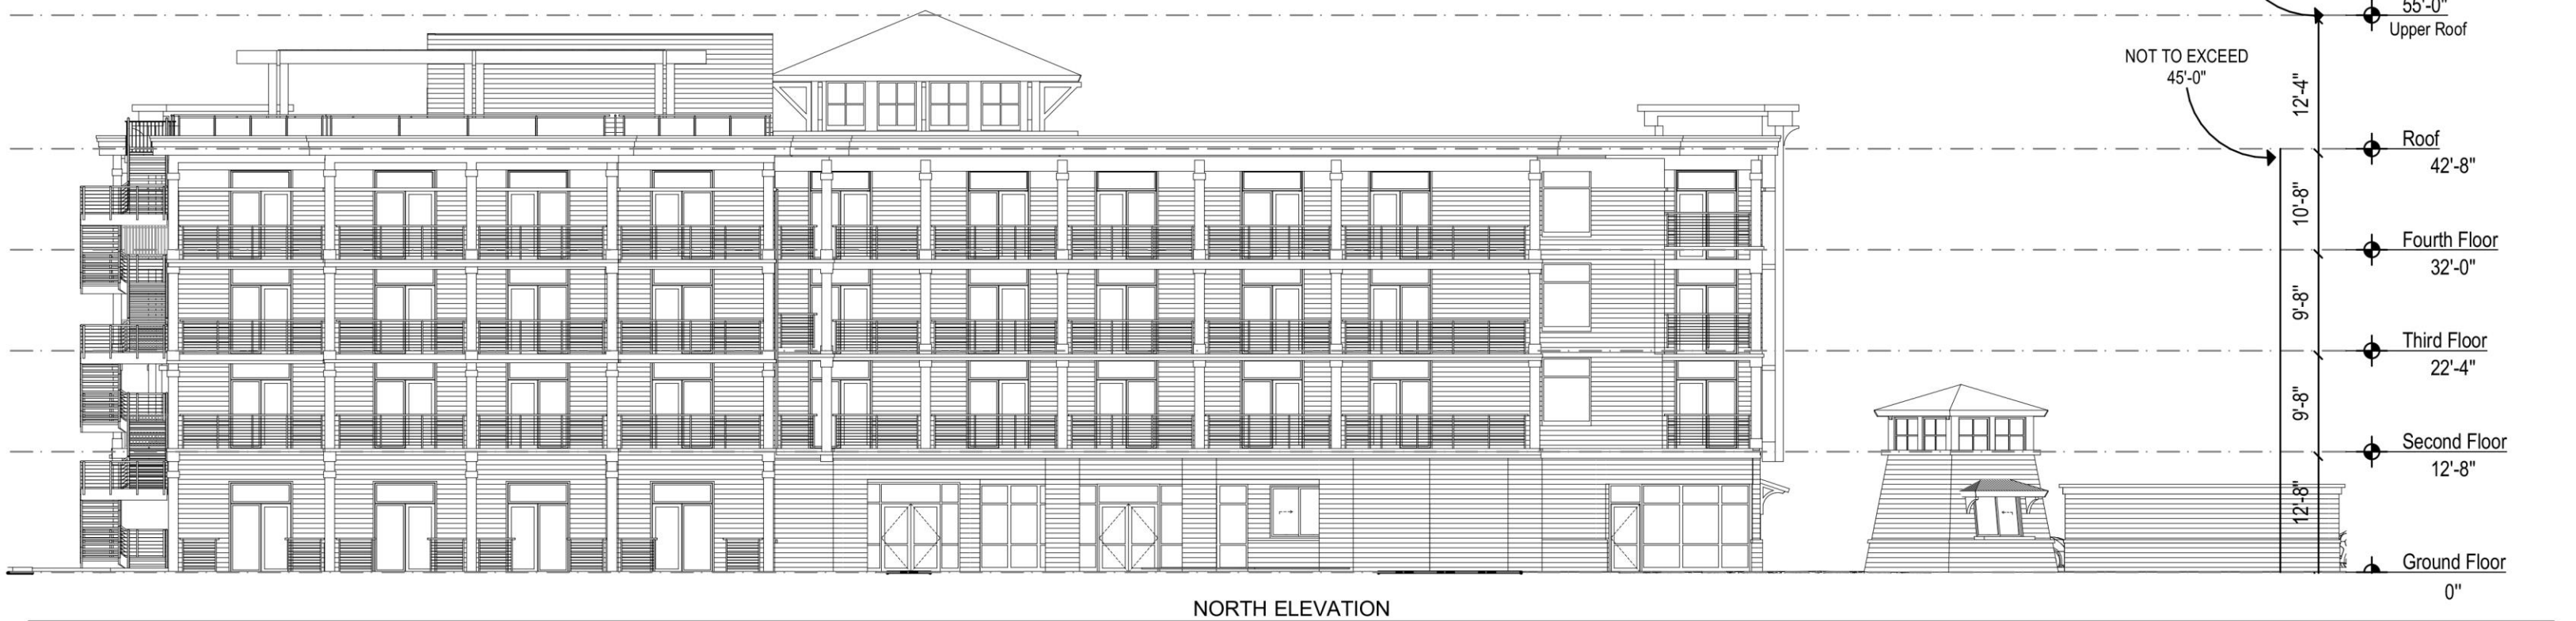 55'-0"
Upper Roof
NOT TO EXCEED
45'-0"
12'-4"
Roof
42'-8"
10'-8"
Fourth Floor
32'-0"
9'-8"
Third Floor
22'-4"
9'-8"
Second Floor
12'-8"
12'-8"
Ground Floor
0"
NORTH ELEVATION